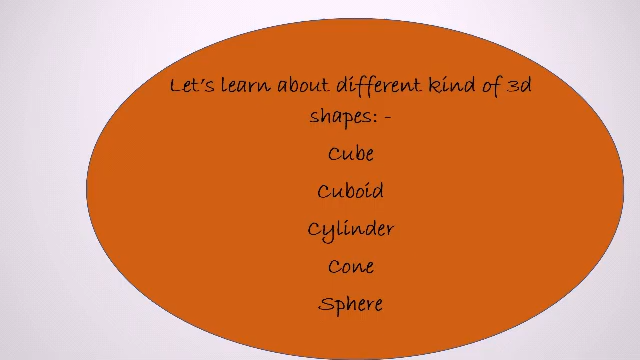 Let's learn about different kind of 3d
shapes: -
Cube
Cuboid
Cylinder
Cone
Sphere